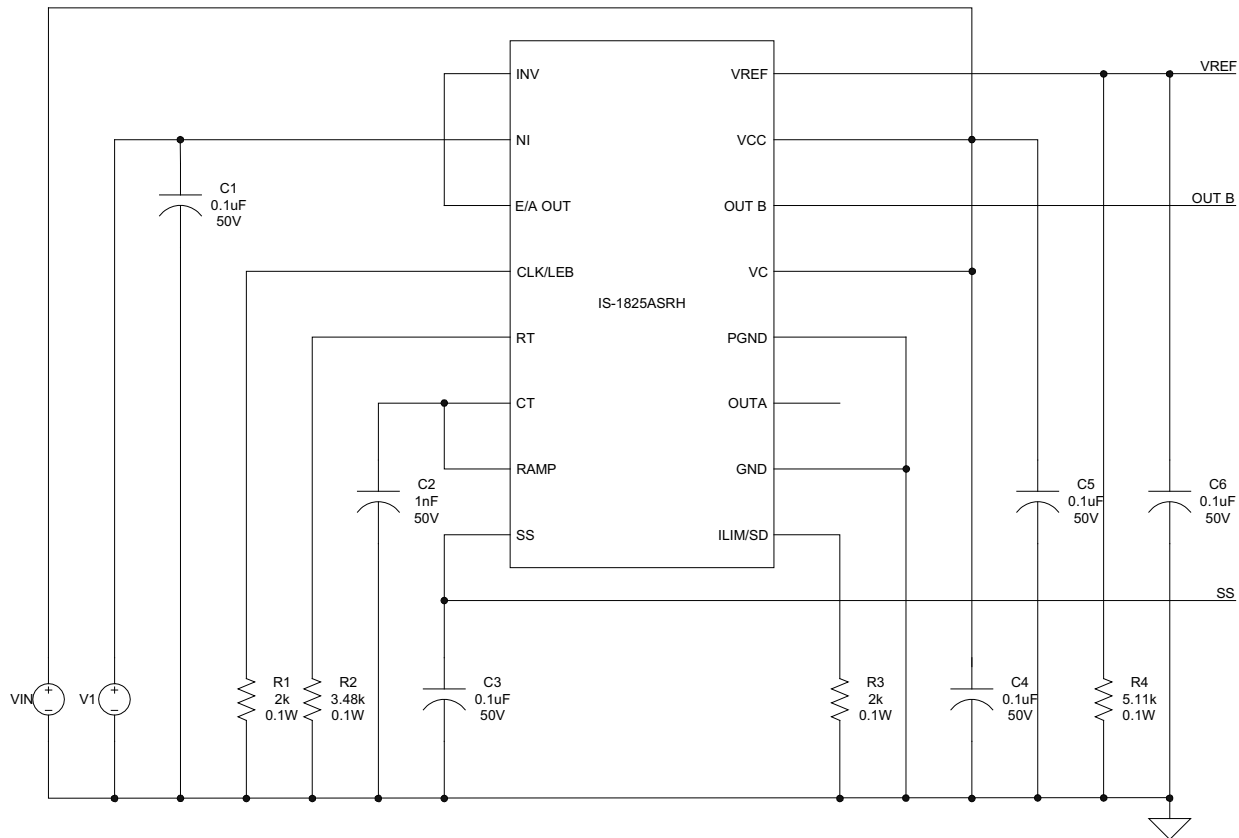 INV
VREF
VREF
NI
VCC
C1
0.1uF
50V
E/A OUT
OUT B
OUT B
CLK/LEB
VC
IS-1825ASRH
RT
PGND
CT
OUTA
RAMP
GND
C2
1nF
50V
C5
0.1uF
50V
C6
0.1uF
50V
SS
ILIM/SD
SS
VIN
+
–
V1
+
–
R1
2k
0.1W
R2
3.48k
0.1W
C3
0.1uF
50V
R3
2k
0.1W
C4
0.1uF
50V
R4
5.11k
0.1W